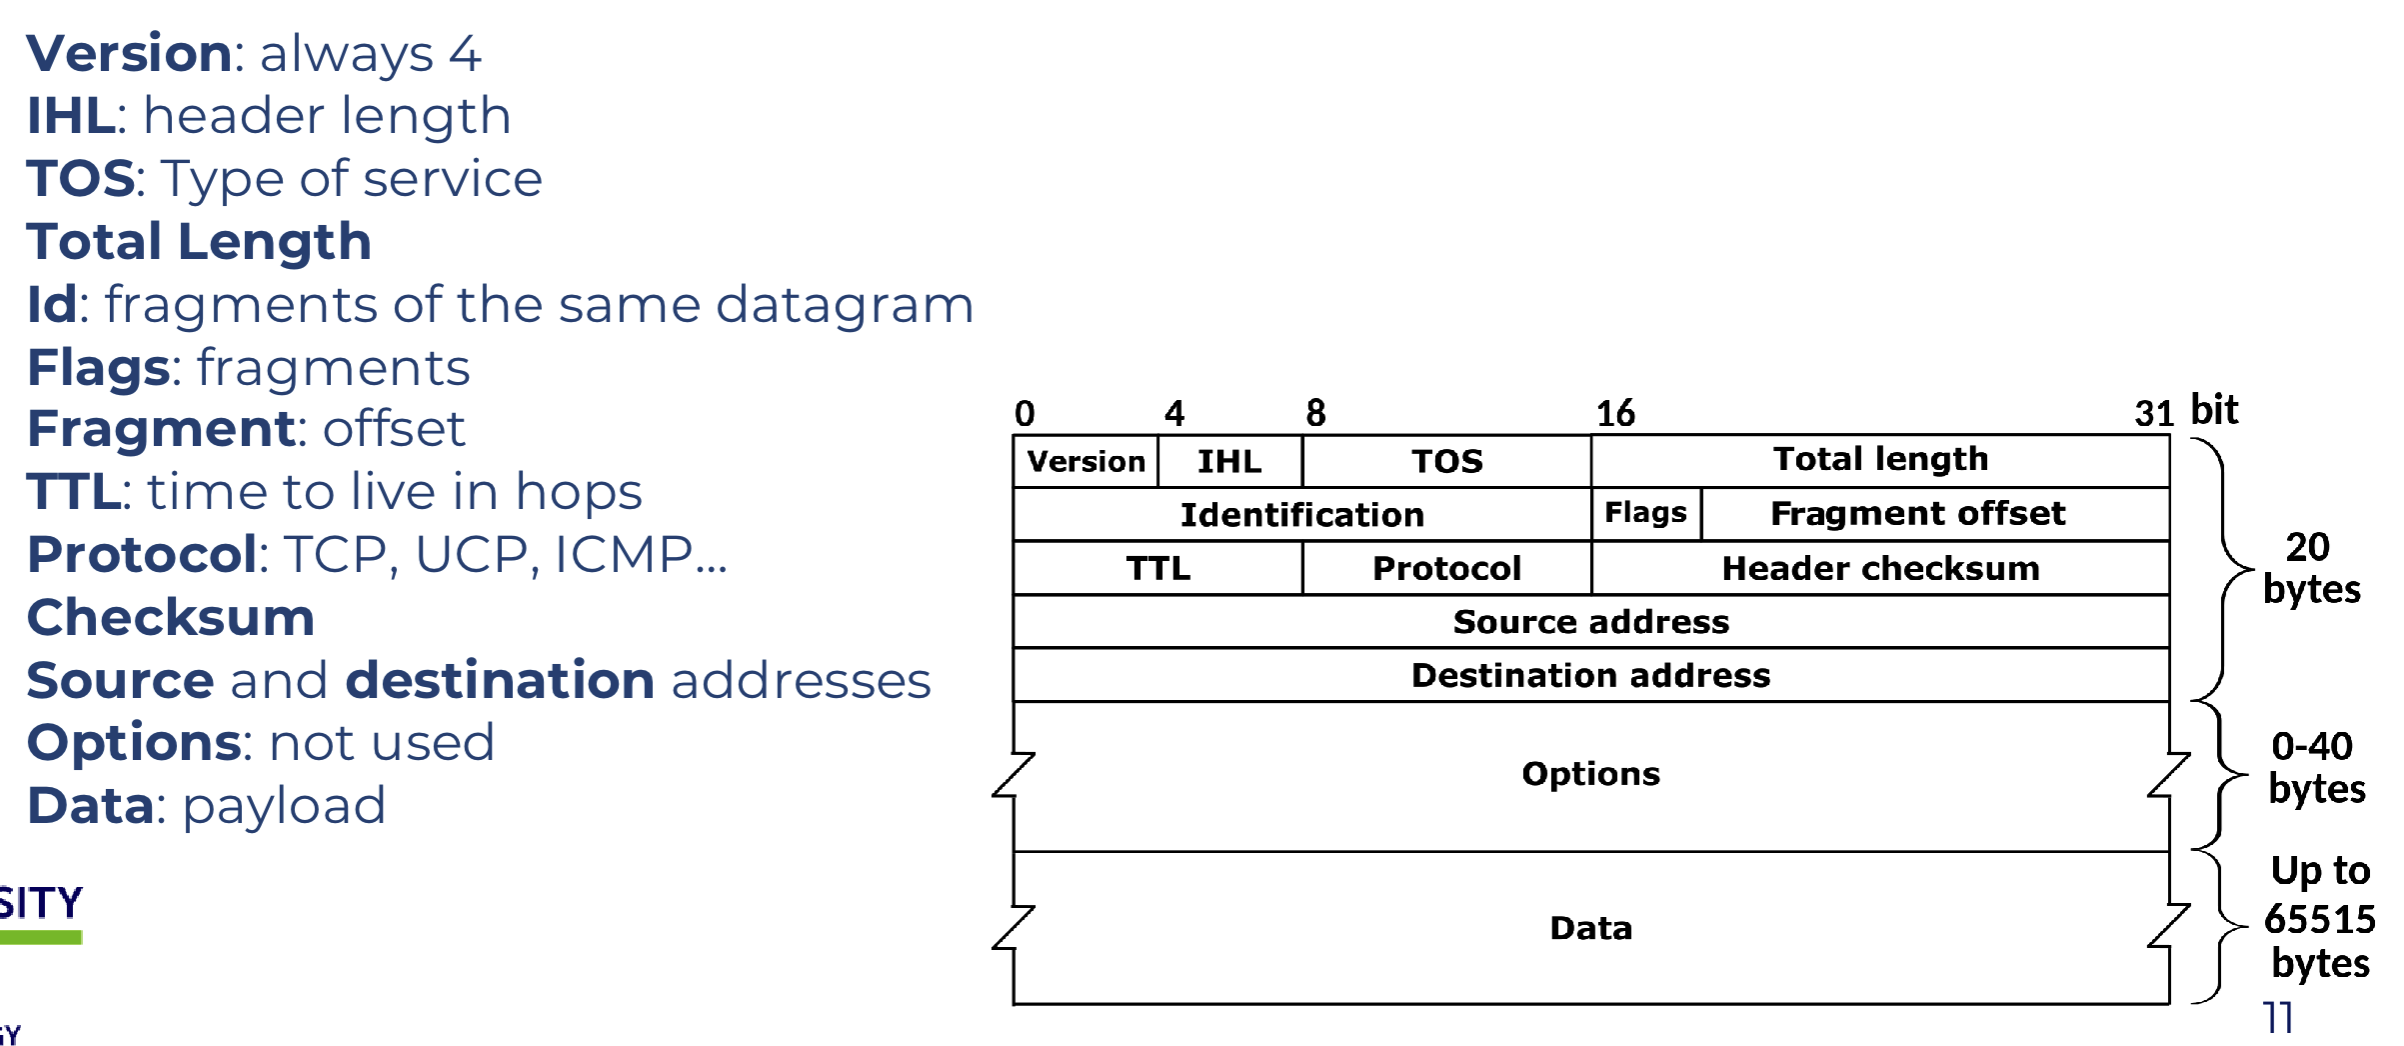 Version: always 4
IHL: header length
TOS: Type of service
Total Length
Id: fragments of the same datagram
Flags: fragments
Fragment: offset
TTL: time to live in hops
Protocol: TCP, UCP, ICMP...
Checksum
Source and destination addresses
Options: not used
Data: payload
0 4 8 16 31 bit
Version IHL TOS Total length
Identification Flags Fragment offset
TTL Protocol Header checksum
Source address
Destination address
Options
Data
20
bytes
0-40
bytes
Up to
65515
bytes
SITY
GY
11